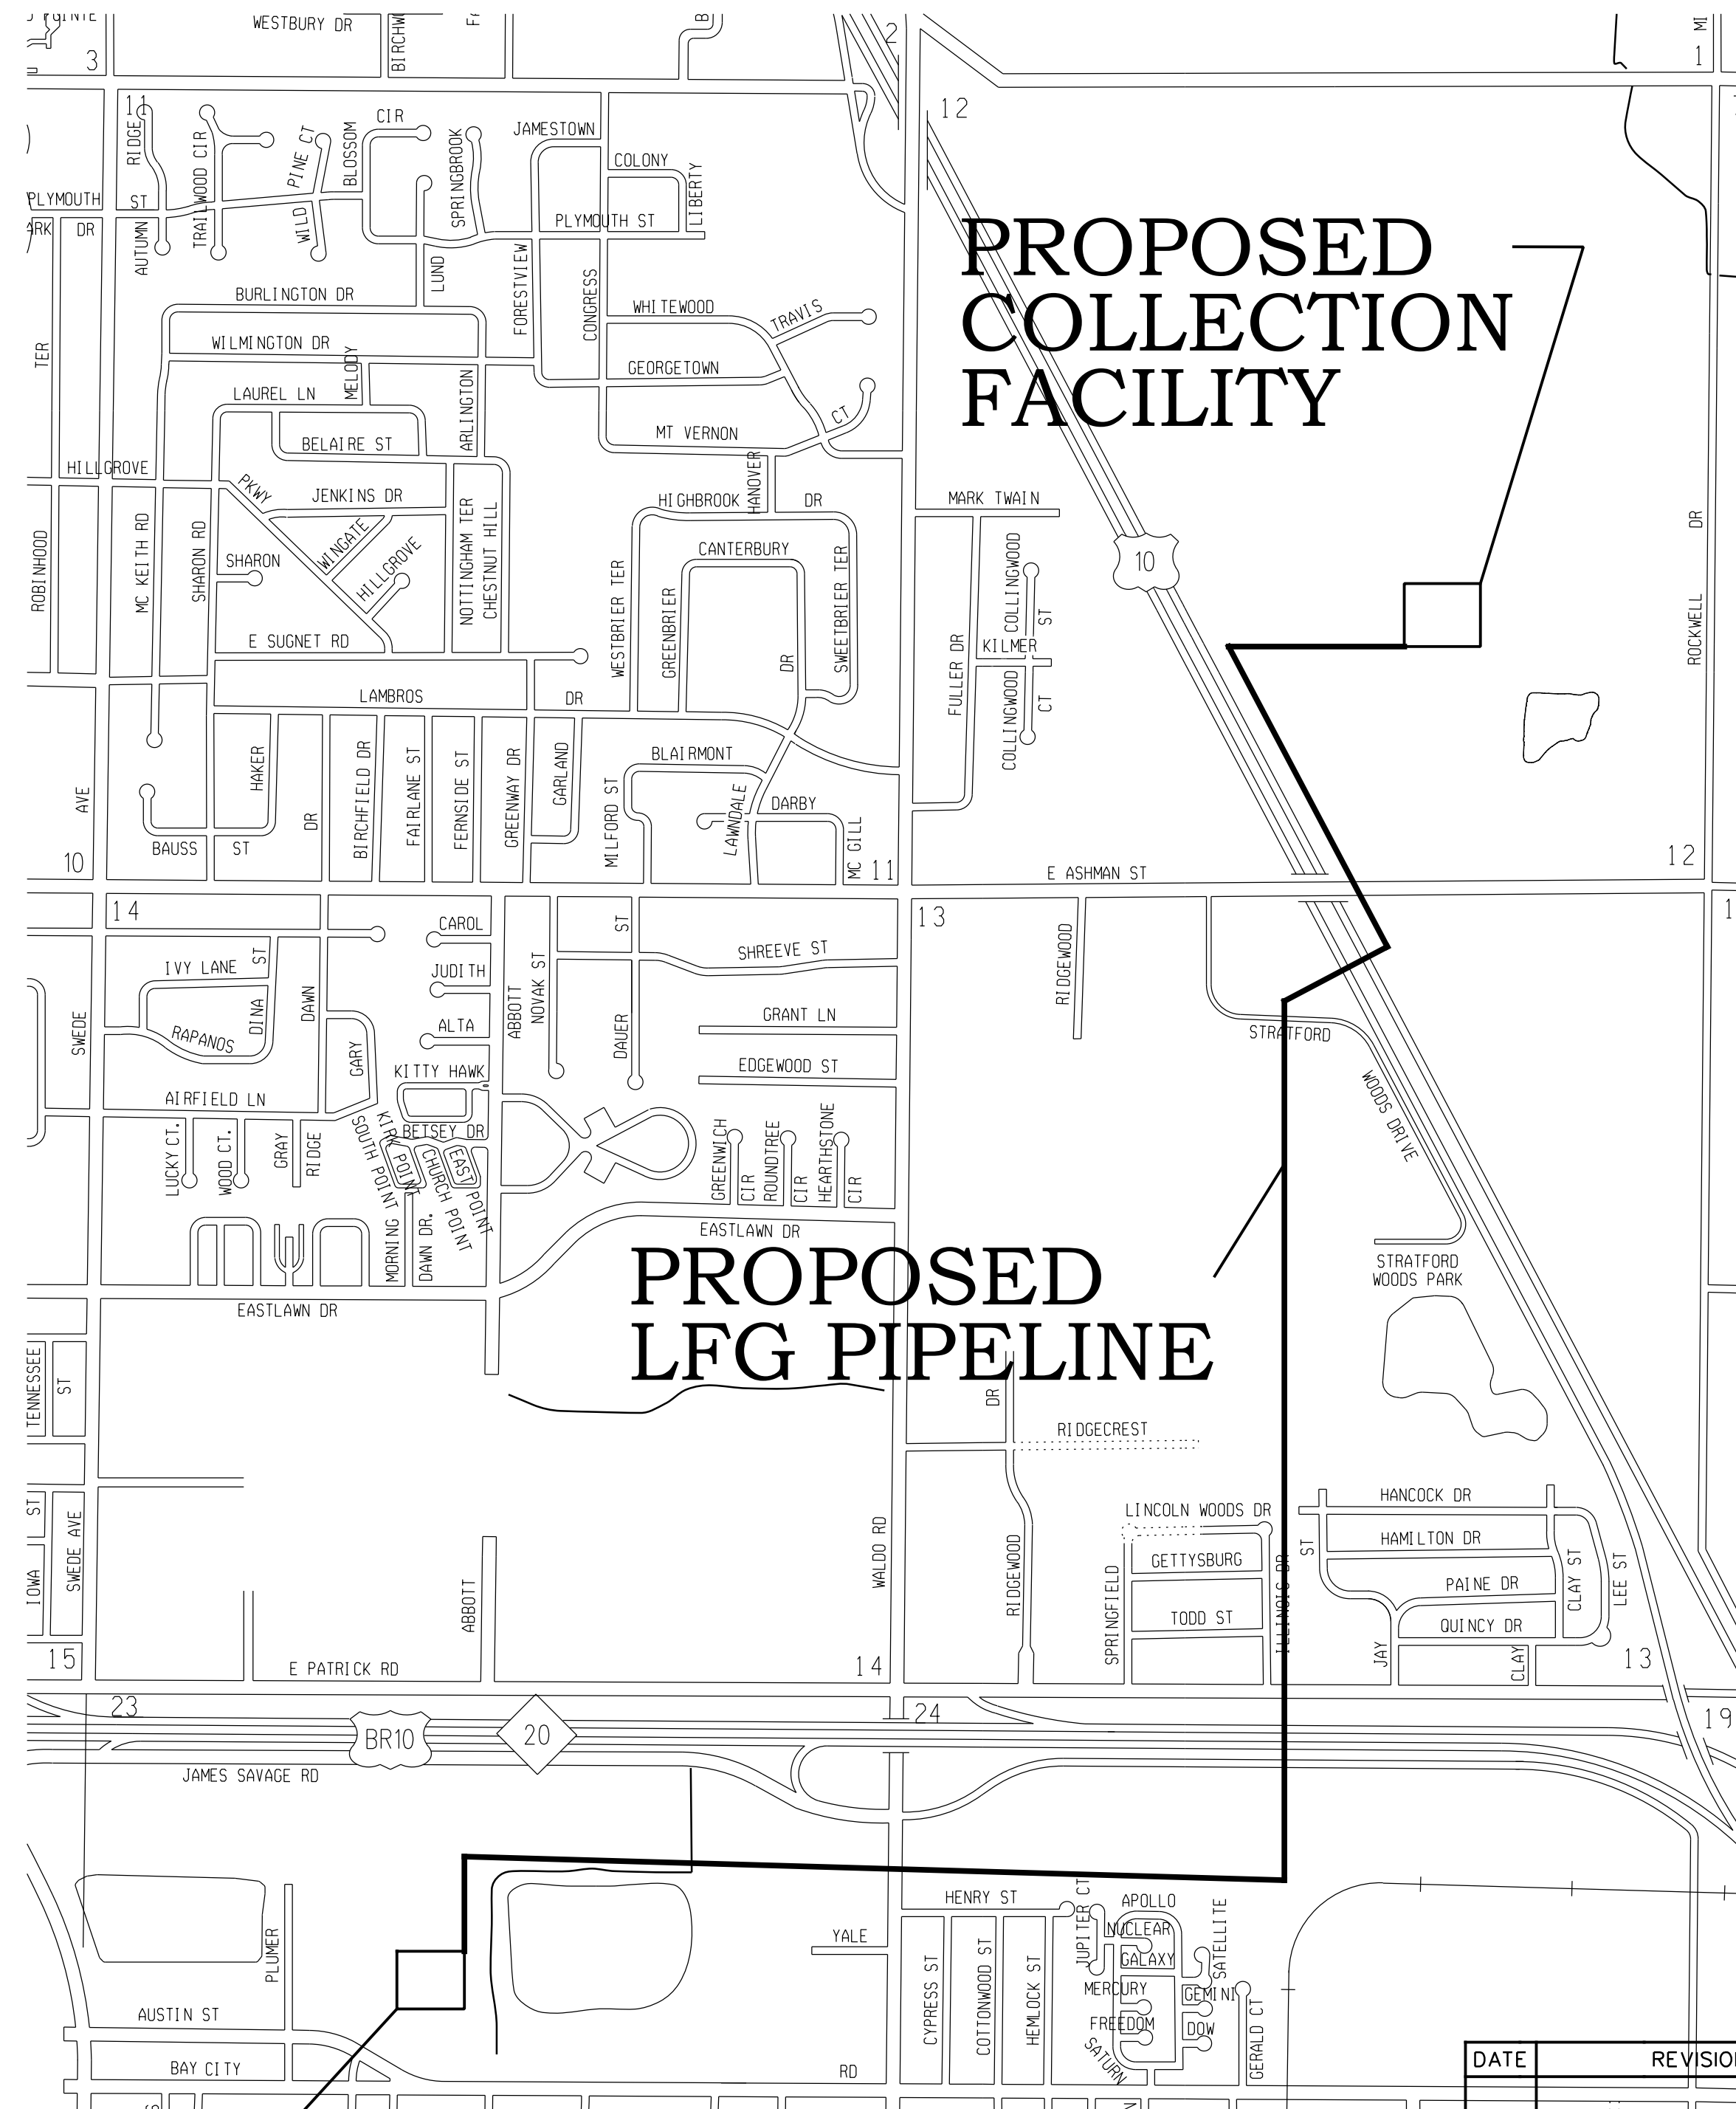 WESTBURY DR
3
2
1
MI
11
12
RIDGE
TRAILWOOD CIR
WILD PINE CT
BLOSSOM
CIR
SPRINGBROOK
JAMESTOWN
COLONY
LIBERTY
PLYMOUTH ST
PLYMOUTH ST
DR
AUTUMN
LUND
FORESTVIEW
CONGRESS
BURLINGTON DR
WHITEWOOD
TRAVIS
PROPOSED
COLLECTION
FACILITY
WILMINGTON DR
MELODY
TER
GEORGETOWN
LAUREL LN
ARLINGTON
CT
BELAIRE ST
MT VERNON
HILLGROVE
PKWY
JENKINS DR
HANOVER
HIGHBROOK DR
MARK TWAIN
ROBINHOOD
MC KEITH RD
SHARON RD
SHARON
WINGATE
HILLGROVE
NOTTINGHAM TER
CHESTNUT HILL
CANTERBURY
WESTBRIER TER
GREENBRIER
DR
SWEETBRIER TER
COLLINGWOOD ST
10
ROCKWELL DR
E SUGNET RD
KILMER
FULLER DR
COLLINGWOOD CT
LAMBROS DR
HAKER
BIRCHFIELD DR
FAIRLANE ST
FERNSIDE ST
GREENWAY DR
GARLAND
BLAIRMONT
MILFORD ST
LAWNDALE
DARBY
MC GILL
AVE
DR
BAUSS ST
10
11
E ASHMAN ST
12
14
13
CAROL
ST
SHREEVE ST
RIDGEWOOD
IVY LANE
ST
JUDITH
NOVAK ST
ABBOTT
SWEDE
DINA
DAWN
RAPANOS
ALTA
DAUER
GRANT LN
STRATFORD
GARY
KITTY HAWK
EDGEWOOD ST
AIRFIELD LN
WOODS DRIVE
LUCKY CT.
WOOD CT.
GRAY
RIDGE
SOUTH POINT
KIRK POINT
BETSEY DR
CHURCH POINT
EAST POINT
GREENWICH CIR
ROUNDTREE CIR
HEARTHSTONE CIR
MORNING
DAWN DR.
EASTLAWN DR
STRATFORD
WOODS PARK
EASTLAWN DR
PROPOSED
LFG PIPELINE
TENNESSEE
ST
DR
RIDGECREST
ST
IOWA
SWEDE AVE
ABBOTT
WALDO RD
RIDGEWOOD
LINCOLN WOODS DR
GETTYSBURG
TODD ST
SPRINGFIELD
ILLINOIS DR
ST
HANCOCK DR
HAMILTON DR
PAINE DR
QUINCY DR
CLAY ST
LEE ST
JAY
CLAY
15
E PATRICK RD
14
13
23
24
19
BR10
20
JAMES SAVAGE RD
HENRY ST
JUPITER CT
APOLLO
NUCLEAR
GALAXY
SATELLITE
YALE
PLUMER
CYPRESS ST
COTTONWOOD ST
HEMLOCK ST
MERCURY
GEMINI
FREEDOM
DOW
SATURN
GERALD CT
AUSTIN ST
BAY CITY RD
DATE REVISIO